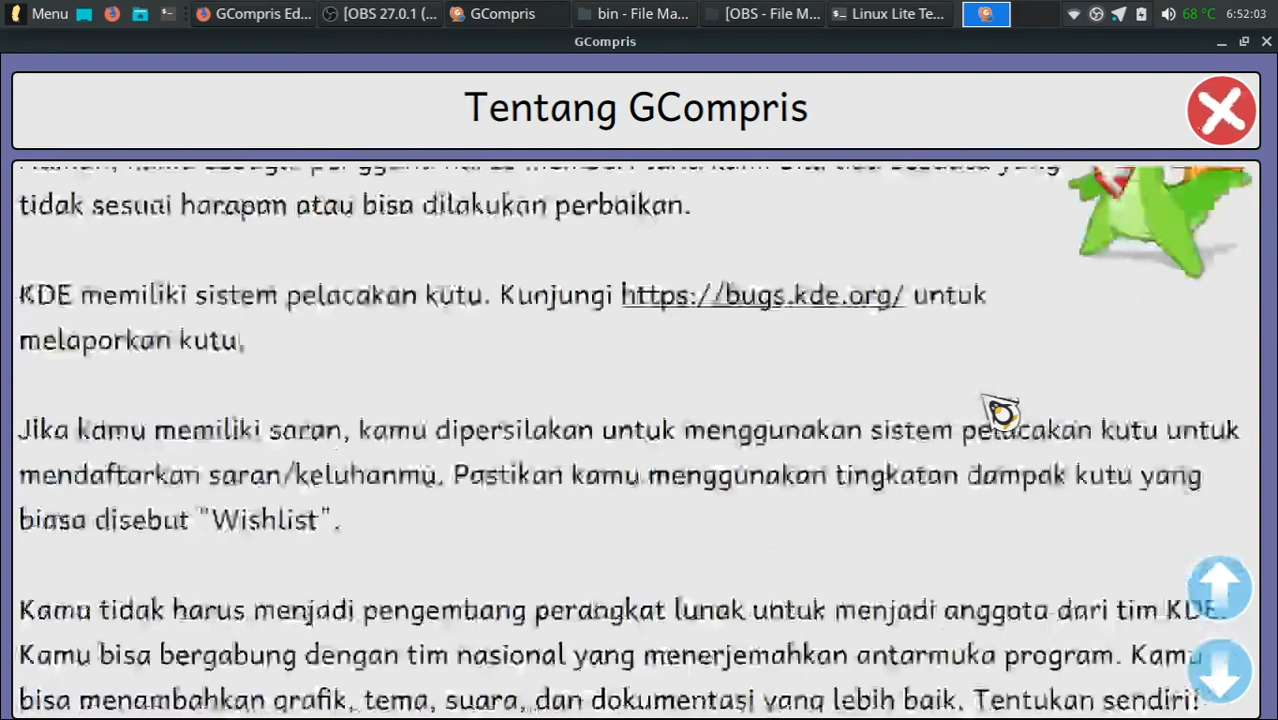 Menu
GCompris Ed...
[OBS 27.0.1 (...
GCompris
bin - File Ma...
[OBS - File M...
Linux Lite Te...
68 °C
6:52:03
GCompris
Tentang GCompris
tidak sesuai harapan atau bisa dilakukan perbaikan.
KDE memiliki sistem pelacakan kutu. Kunjungi https://bugs.kde.org/ untuk
melaporkan kutu.
Jika kamu memiliki saran, kamu dipersilakan untuk menggunakan sistem pelacakan kutu untuk
mendaftarkan saran/keluhanmu. Pastikan kamu menggunakan tingkatan dampak kutu yang
biasa disebut "Wishlist".
Kamu tidak harus menjadi pengembang perangkat lunak untuk menjadi anggota dari tim KDE.
Kamu bisa bergabung dengan tim nasional yang menerjemahkan antarmuka program. Kamu
bisa menambahkan grafik, tema, suara, dan dokumentasi yang lebih baik. Tentukan sendiri!"